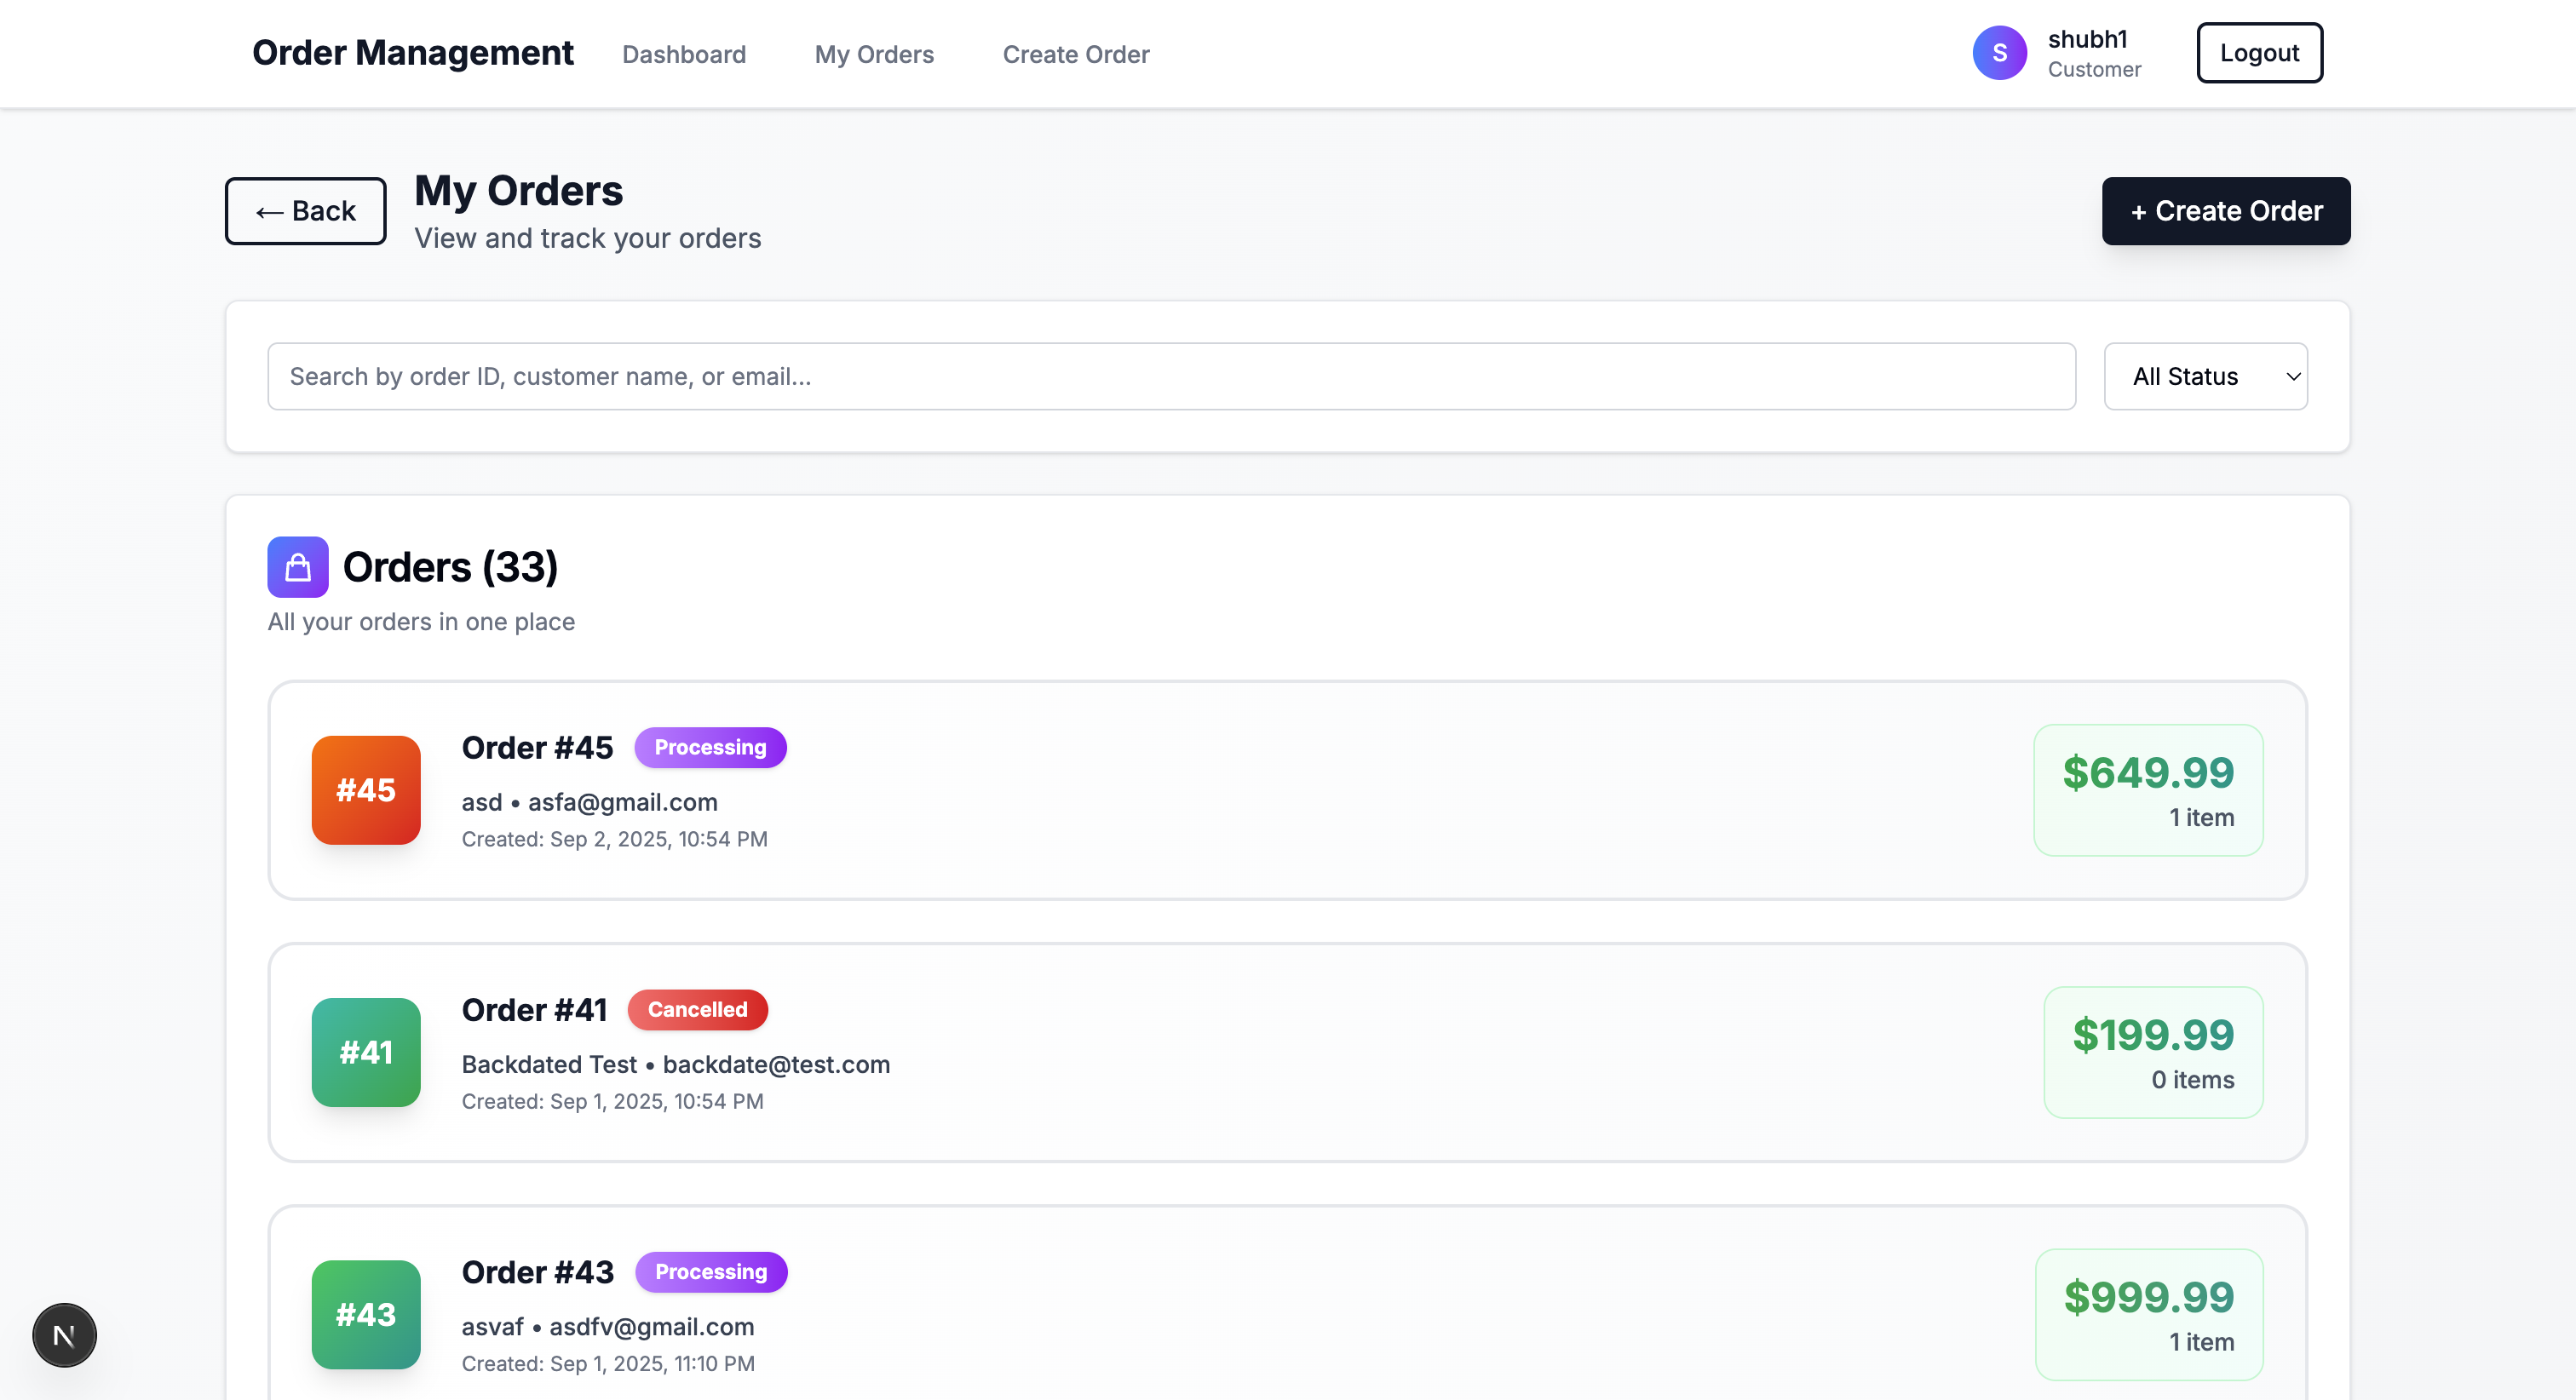 Order Management
Dashboard
My Orders
Create Order
S
shubh1
Customer
Logout
← Back
My Orders
View and track your orders
+ Create Order
Search by order ID, customer name, or email...
All Status
Orders (33)
All your orders in one place
#45
Order #45
Processing
asd • asfa@gmail.com
Created: Sep 2, 2025, 10:54 PM
$649.99
1 item
#41
Order #41
Cancelled
Backdated Test • backdate@test.com
Created: Sep 1, 2025, 10:54 PM
$199.99
0 items
#43
Order #43
Processing
asvaf • asdfv@gmail.com
Created: Sep 1, 2025, 11:10 PM
$999.99
1 item
N